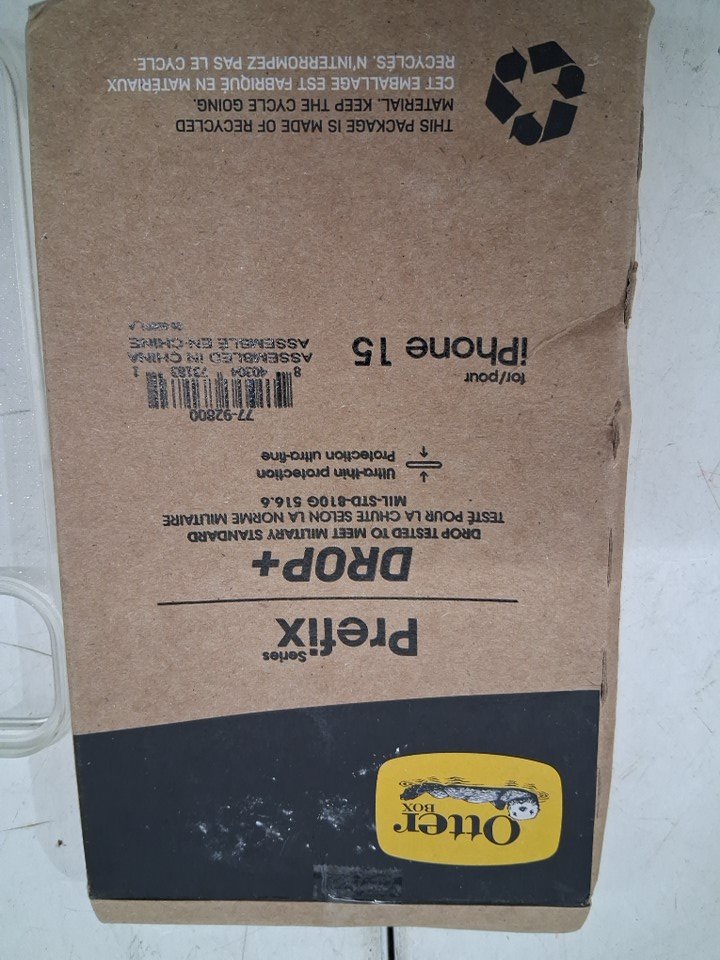 Otter
BOX
Prefix Series
DROP+
DROP TESTED TO MEET MILITARY STANDARD
TESTÉ POUR LA CHUTE SELON LA NORME MILITAIRE
MIL-STD-810G 516.6
Ultra-thin protection
Protection ultra-fine
77-92800
8 40304 73183 1
for/pour
iPhone 15
ASSEMBLED IN CHINA
ASSEMBLÉ EN CHINE
THIS PACKAGE IS MADE OF RECYCLED
MATERIAL. KEEP THE CYCLE GOING.
CET EMBALLAGE EST FABRIQUÉ EN MATÉRIAUX
RECYCLÉS. N'INTERROMPEZ PAS LE CYCLE.